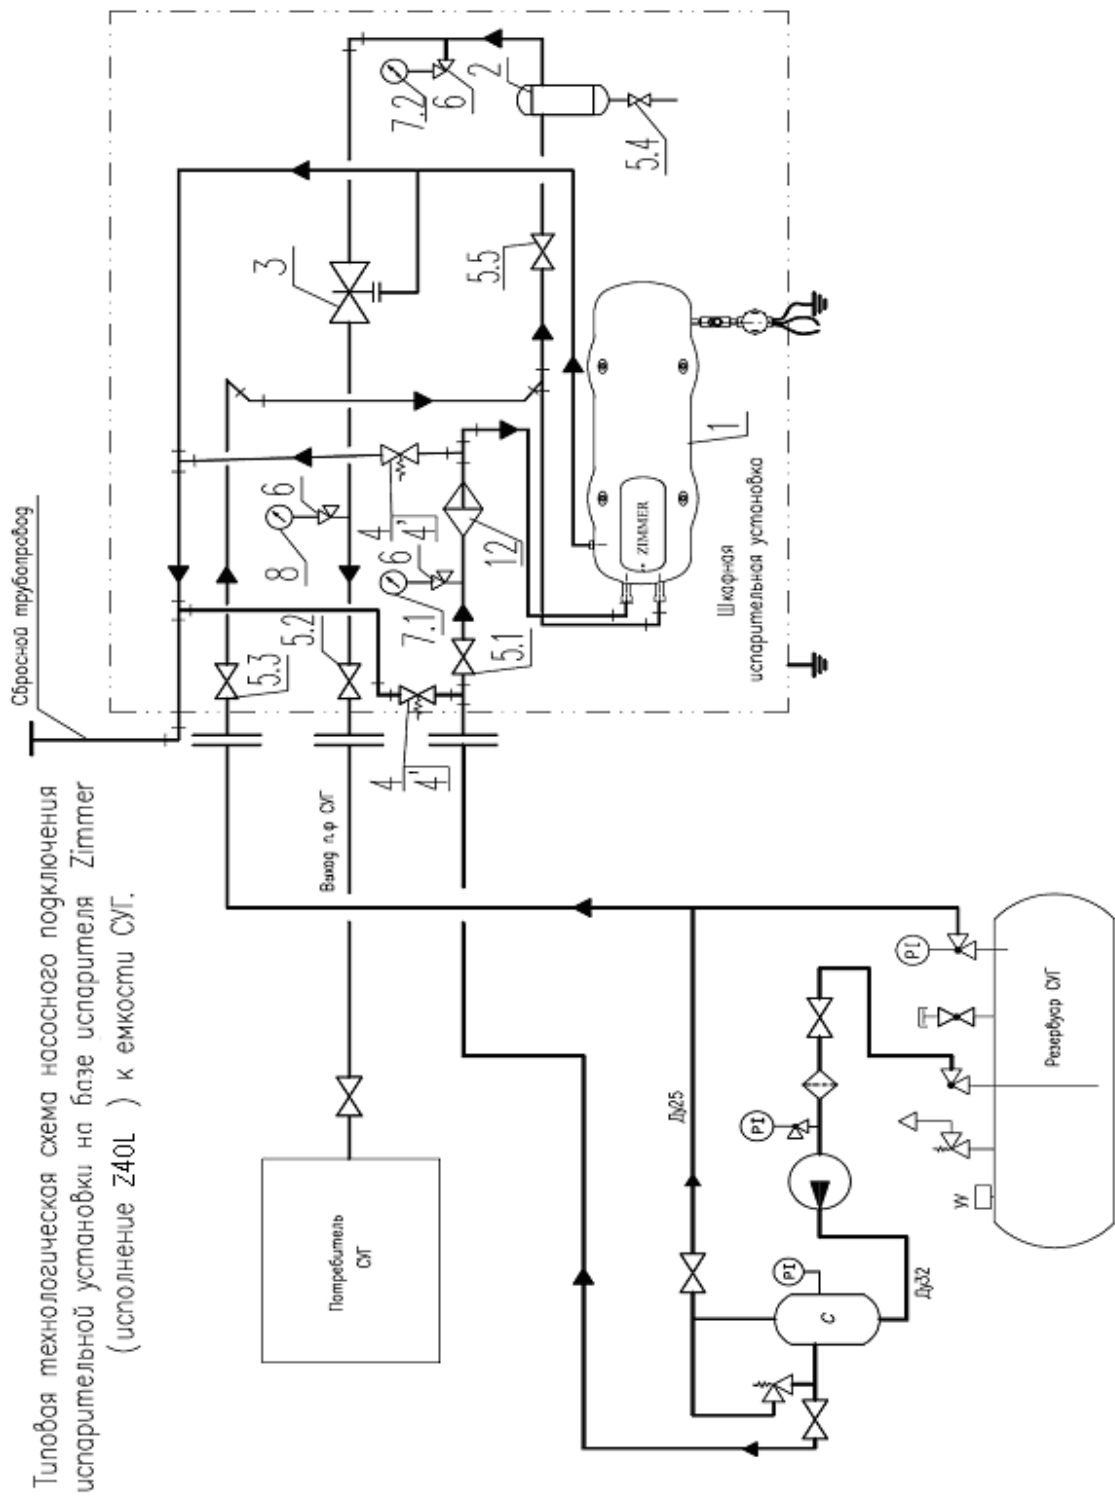 Типовая технологическая схема насосного подключения
испарительной установки на базе испарителя Zimmer
(исполнение Z40L ) к емкости СУГ.
Сбросной трубопровод
7.2
6
2
5.4
3
5.5
8
6
4
4'
12
6
7.1
5.3
5.2
5.1
4
4'
1
ZIMMER
Шкафная
испарительная установка
Выход п.ф СУГ
Потребитель
СУГ
Ду25
Ду32
PI
PI
PI
C
УУ
Резервуар СУГ